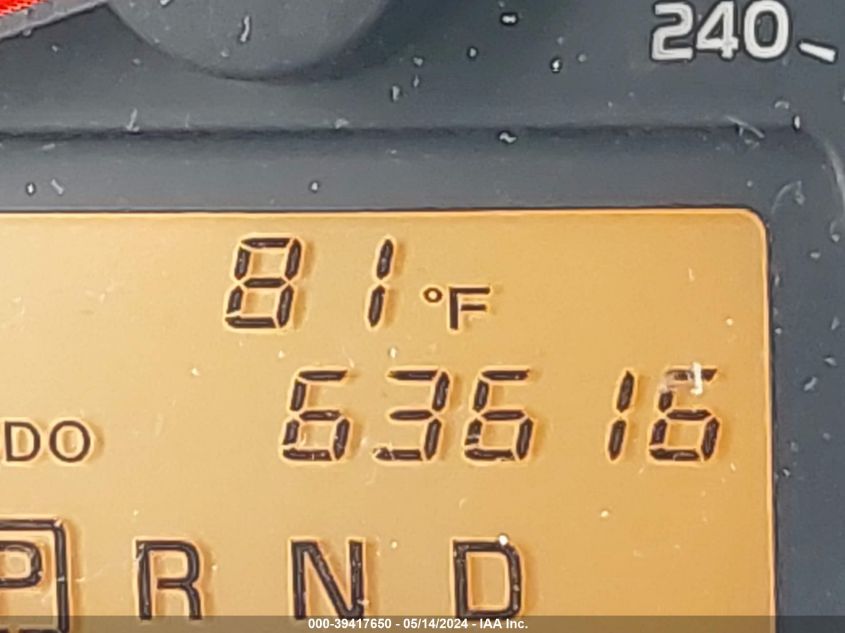 240
81 °F
DO 63616
P R N D
000-39417650 - 05/14/2024 - IAA Inc.